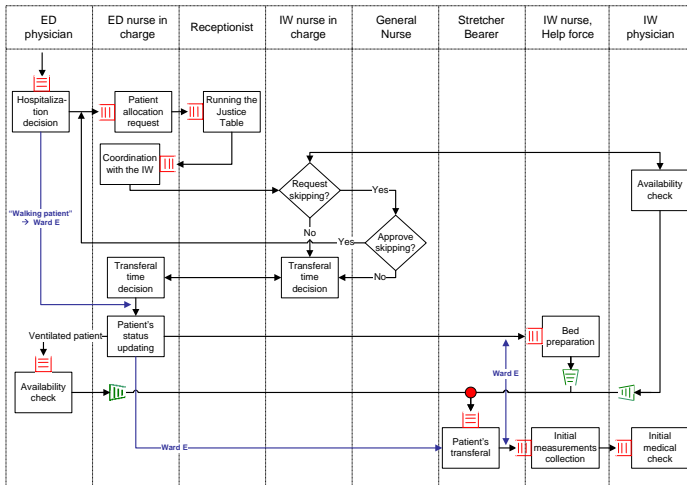 ED
physician
ED nurse in
charge
Receptionist
IW nurse in
charge
General
Nurse
Stretcher
Bearer
IW nurse,
Help force
IW
physician
Hospitaliza-
tion
decision
Patient
allocation
request
Running the
Justice
Table
Coordination
with the IW
Request
skipping?
Yes
Availability
check
"Walking patient"
→ Ward E
No
Yes
Approve
skipping?
No
Transferal
time
decision
Transferal
time
decision
Ventilated patient
Patient's
status
updating
Bed
preparation
Availability
check
Ward E
Ward E
Patient's
transferal
Initial
measurements
collection
Initial
medical
check